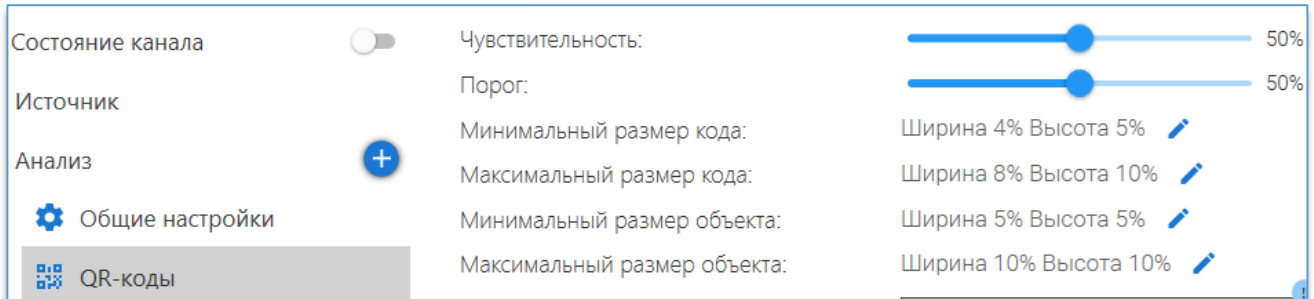 Состояние канала
Источник
Анализ
Общие настройки
QR-коды
Чувствительность: 50%
Порог: 50%
Минимальный размер кода: Ширина 4% Высота 5%
Максимальный размер кода: Ширина 8% Высота 10%
Минимальный размер объекта: Ширина 5% Высота 5%
Максимальный размер объекта: Ширина 10% Высота 10%